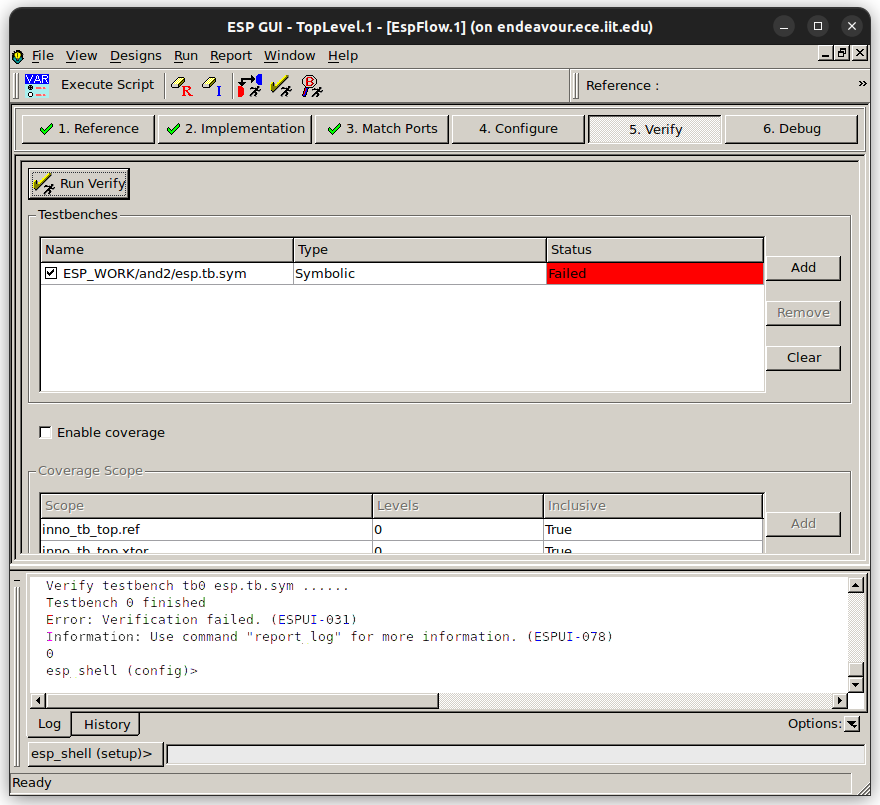 ESP GUI - TopLevel.1 - [EspFlow.1] (on endeavour.ece.iit.edu)
File View Designs Run Report Window Help
VAR Execute Script R I R Reference : »
1. Reference 2. Implementation 3. Match Ports 4. Configure 5. Verify 6. Debug
Run Verify
Testbenches
Name Type Status
ESP_WORK/and2/esp.tb.sym Symbolic Failed
Add
Remove
Clear
Enable coverage
Coverage Scope
Scope Levels Inclusive
inno_tb_top.ref 0 True
Add
inno_tb_top.xtor 0 True
Verify testbench tb0 esp.tb.sym ......
Testbench 0 finished
Error: Verification failed. (ESPUI-031)
Information: Use command "report_log" for more information. (ESPUI-078)
0
esp_shell (config)>
Log History Options:
esp_shell (setup)>
Ready